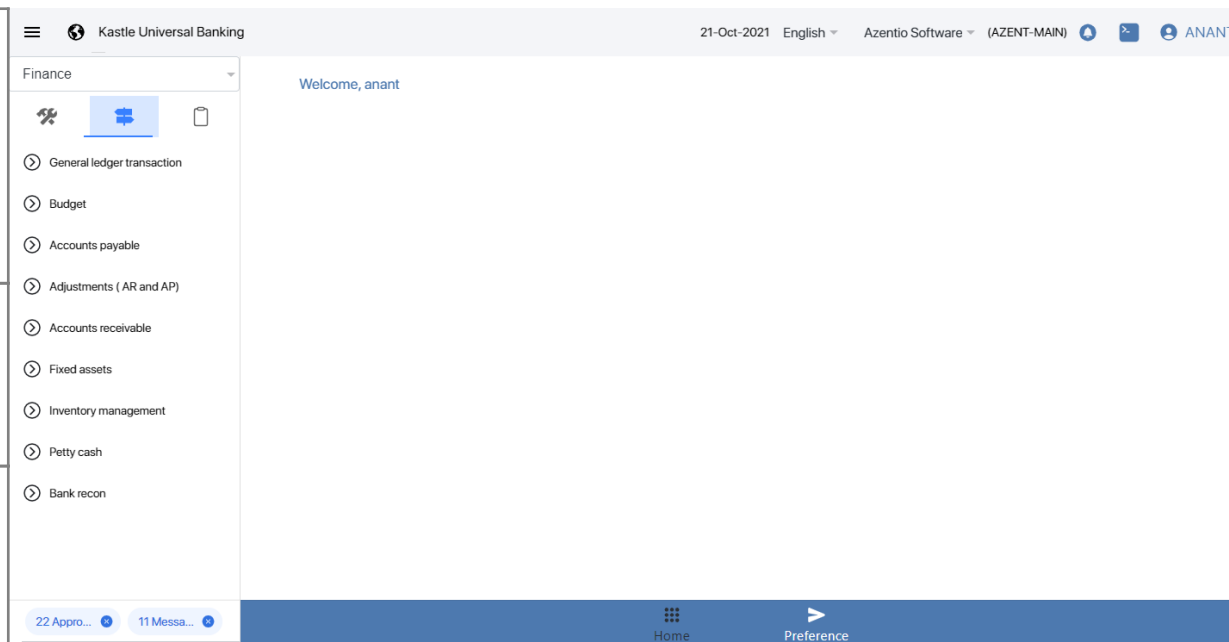 Kastle Universal Banking 21-Oct-2021 English Azentio Software (AZENT-MAIN) ANANT
Finance
Welcome, anant
General ledger transaction
Budget
Accounts payable
Adjustments ( AR and AP)
Accounts receivable
Fixed assets
Inventory management
Petty cash
Bank recon
22 Appro... 11 Messa...
Home Preference